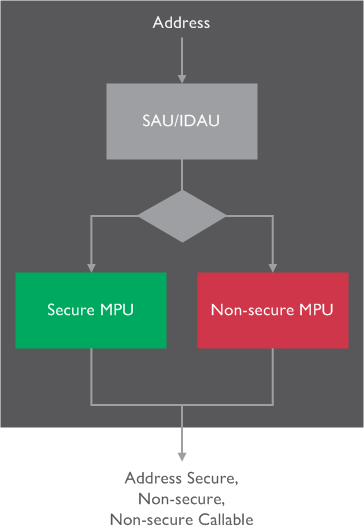 Address
SAU/IDAU
Secure MPU
Non-secure MPU
Address Secure,
Non-secure,
Non-secure Callable